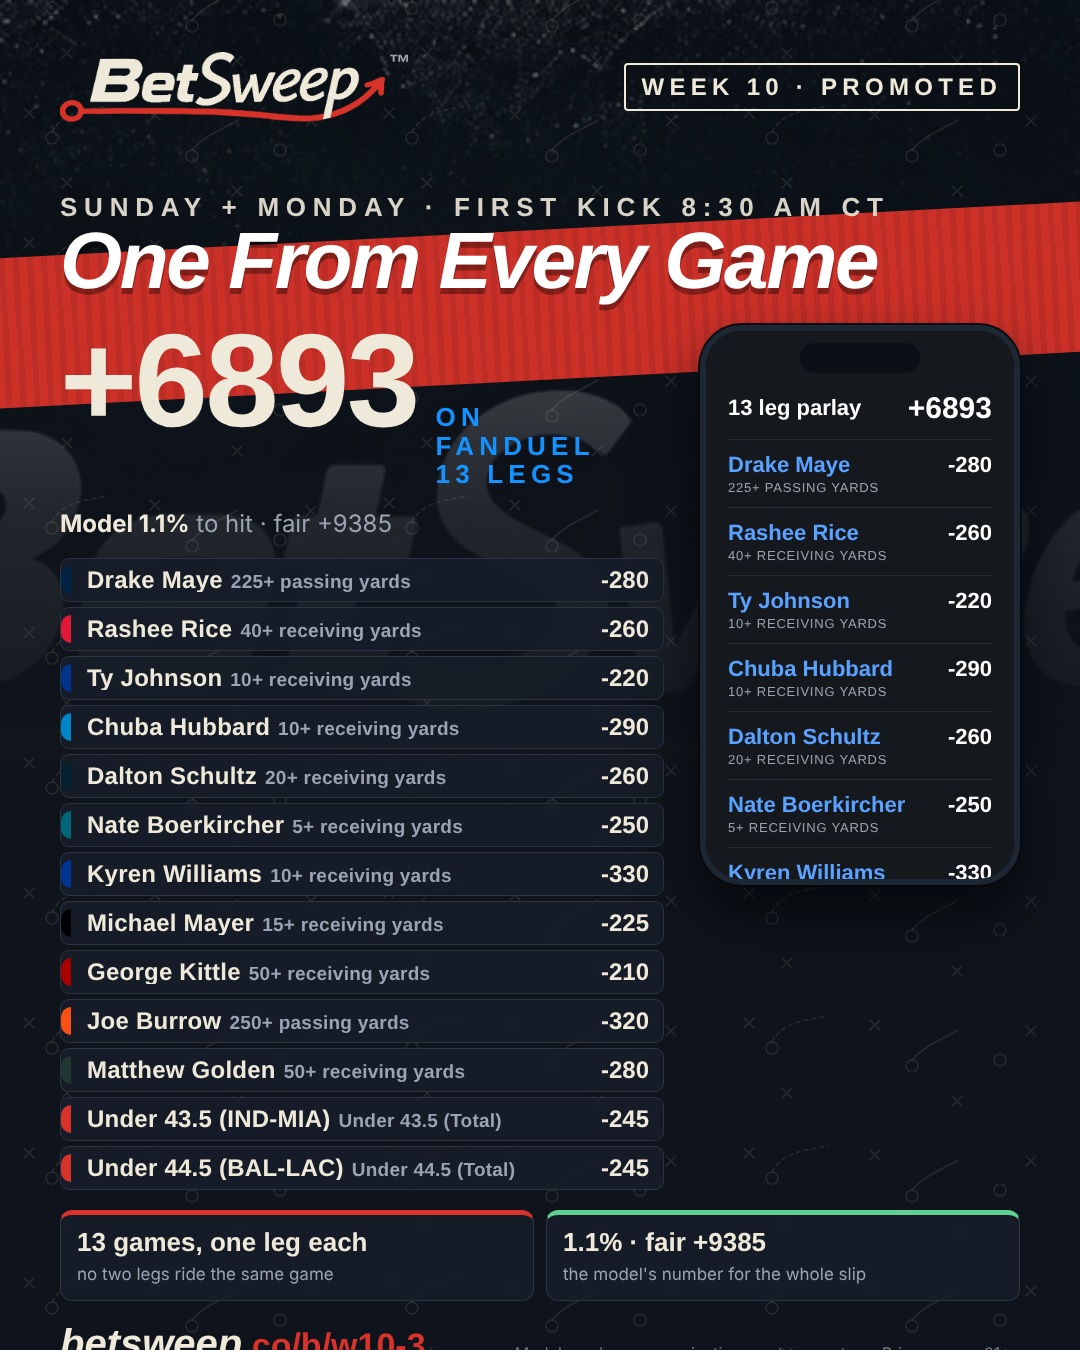 BetSweep™
WEEK 10 · PROMOTED
SUNDAY + MONDAY · FIRST KICK 8:30 AM CT
One From Every Game
+6893
ON
FANDUEL
13 LEGS
Model 1.1% to hit · fair +9385
Drake Maye 225+ passing yards -280
Rashee Rice 40+ receiving yards -260
Ty Johnson 10+ receiving yards -220
Chuba Hubbard 10+ receiving yards -290
Dalton Schultz 20+ receiving yards -260
Nate Boerkircher 5+ receiving yards -250
Kyren Williams 10+ receiving yards -330
Michael Mayer 15+ receiving yards -225
George Kittle 50+ receiving yards -210
Joe Burrow 250+ passing yards -320
Matthew Golden 50+ receiving yards -280
Under 43.5 (IND-MIA) Under 43.5 (Total) -245
Under 44.5 (BAL-LAC) Under 44.5 (Total) -245
13 leg parlay +6893
Drake Maye -280
225+ PASSING YARDS
Rashee Rice -260
40+ RECEIVING YARDS
Ty Johnson -220
10+ RECEIVING YARDS
Chuba Hubbard -290
10+ RECEIVING YARDS
Dalton Schultz -260
20+ RECEIVING YARDS
Nate Boerkircher -250
5+ RECEIVING YARDS
Kyren Williams -330
13 games, one leg each
no two legs ride the same game
1.1% · fair +9385
the model's number for the whole slip
betsweep.co/b/w10-3